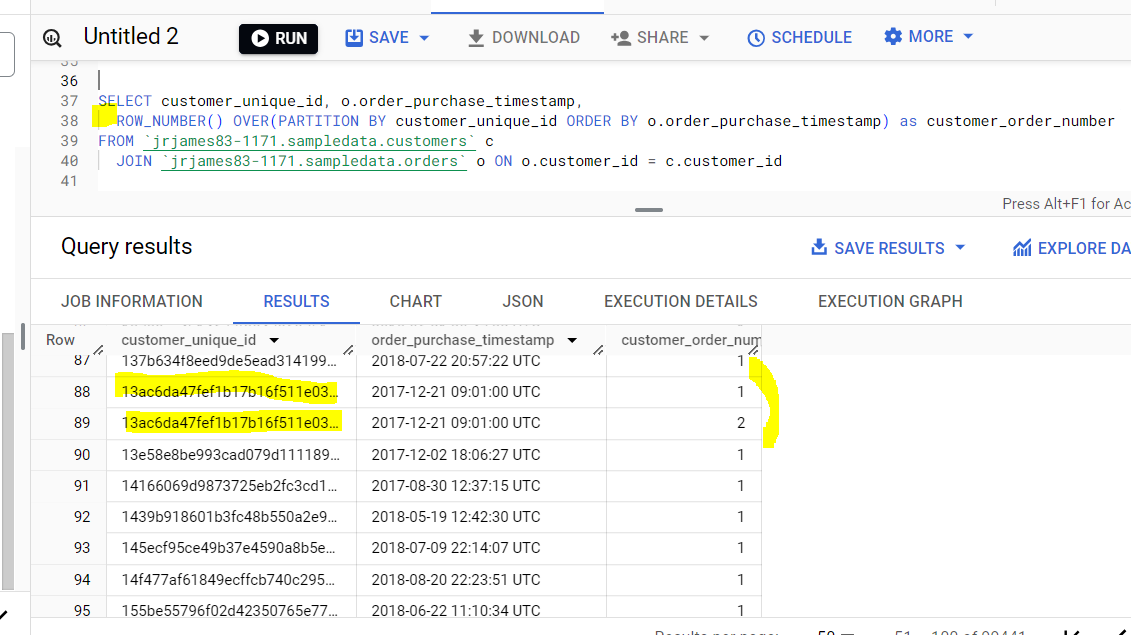 Untitled 2
RUN
SAVE
DOWNLOAD
SHARE
SCHEDULE
MORE
35
36
37 SELECT customer_unique_id, o.order_purchase_timestamp,
38 ROW_NUMBER() OVER(PARTITION BY customer_unique_id ORDER BY o.order_purchase_timestamp) as customer_order_number
39 FROM `jrjames83-1171.sampledata.customers` c
40 JOIN `jrjames83-1171.sampledata.orders` o ON o.customer_id = c.customer_id
41
Press Alt+F1 for Ac
Query results
SAVE RESULTS
EXPLORE DA
JOB INFORMATION
RESULTS
CHART
JSON
EXECUTION DETAILS
EXECUTION GRAPH
Row customer_unique_id order_purchase_timestamp customer_order_num
87 137b634f8eed9de5ead314199... 2018-07-22 20:57:22 UTC 1
88 13ac6da47fef1b17b16f511e03... 2017-12-21 09:01:00 UTC 1
89 13ac6da47fef1b17b16f511e03... 2017-12-21 09:01:00 UTC 2
90 13e58e8be993cad079d111189... 2017-12-02 18:06:27 UTC 1
91 14166069d9873725eb2fc3cd1... 2017-08-30 12:37:15 UTC 1
92 1439b918601b3fc48b550a2e9... 2018-05-19 12:42:30 UTC 1
93 145ecf95ce49b37e4590a8b5e... 2018-07-09 22:14:07 UTC 1
94 14f477af61849ecffcb740c295... 2018-08-20 22:23:51 UTC 1
95 155be55796f02d42350765e77... 2018-06-22 11:10:34 UTC 1
Results per page: 50